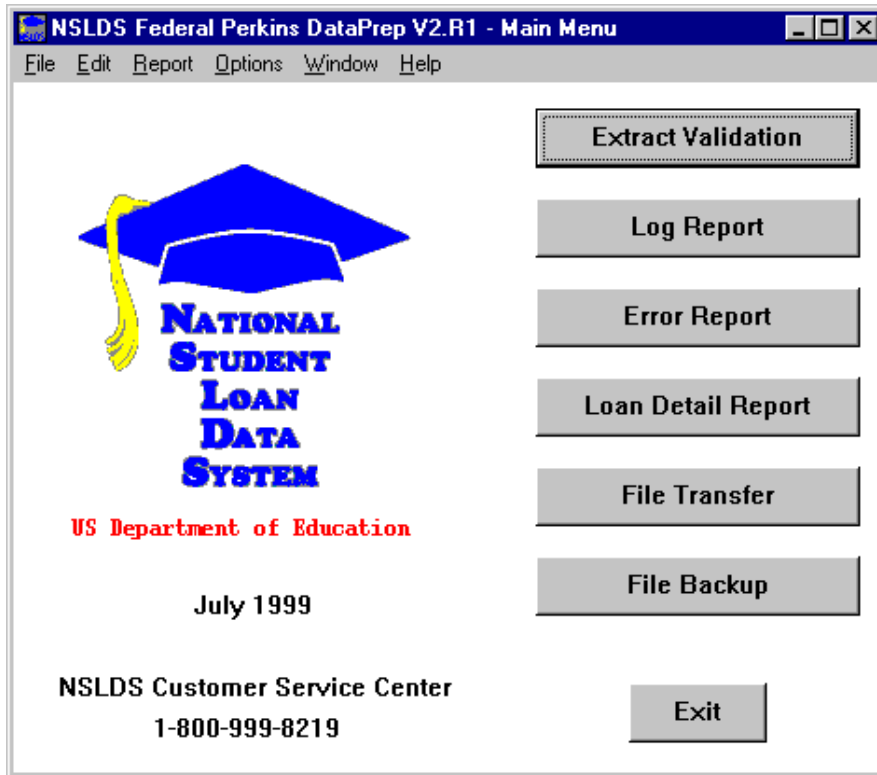 NSLDS Federal Perkins DataPrep V2.R1 - Main Menu
File Edit Report Options Window Help
Extract Validation
Log Report
Error Report
Loan Detail Report
File Transfer
File Backup
Exit
NATIONAL
STUDENT
LOAN
DATA
SYSTEM
US Department of Education
July 1999
NSLDS Customer Service Center
1-800-999-8219